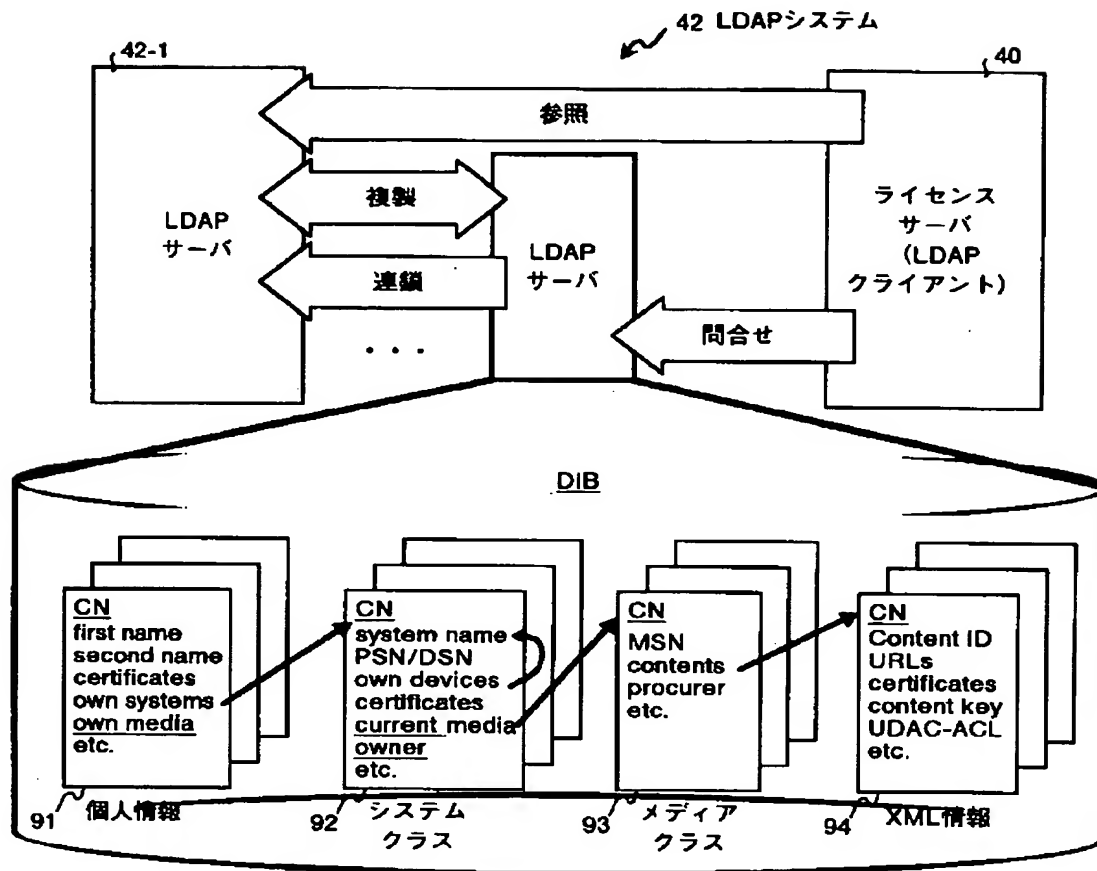 42 LDAPシステム
42-1
40
参照
複製
LDAP
サーバ
連鎖
・・・
LDAP
サーバ
ライセンス
サーバ
(LDAP
クライアント)
問合せ
DIB
CN
first name
second name
certificates
own systems
own media
etc.
91
個人情報
CN
system name
PSN/DSN
own devices
certificates
current media
owner
etc.
92
システム
クラス
CN
MSN
contents
procurer
etc.
93
メディア
クラス
CN
Content ID
URLs
certificates
content key
UDAC-ACL
etc.
94
XML情報